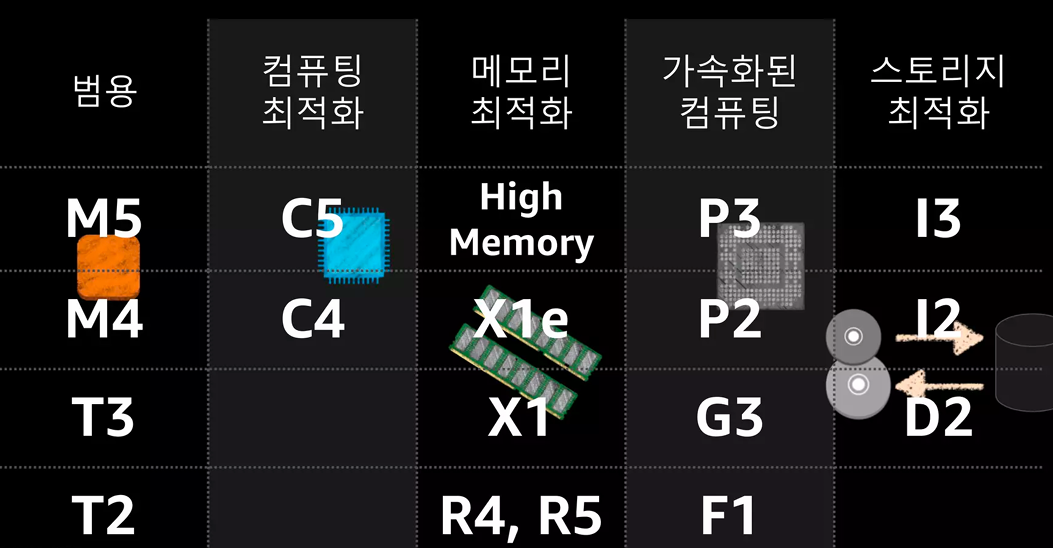 범용
컴퓨팅
최적화
메모리
최적화
가속화된
컴퓨팅
스토리지
최적화
M5
C5
High
Memory
P3
I3
M4
C4
X1e
P2
I2
T3
X1
G3
D2
T2
R4, R5
F1